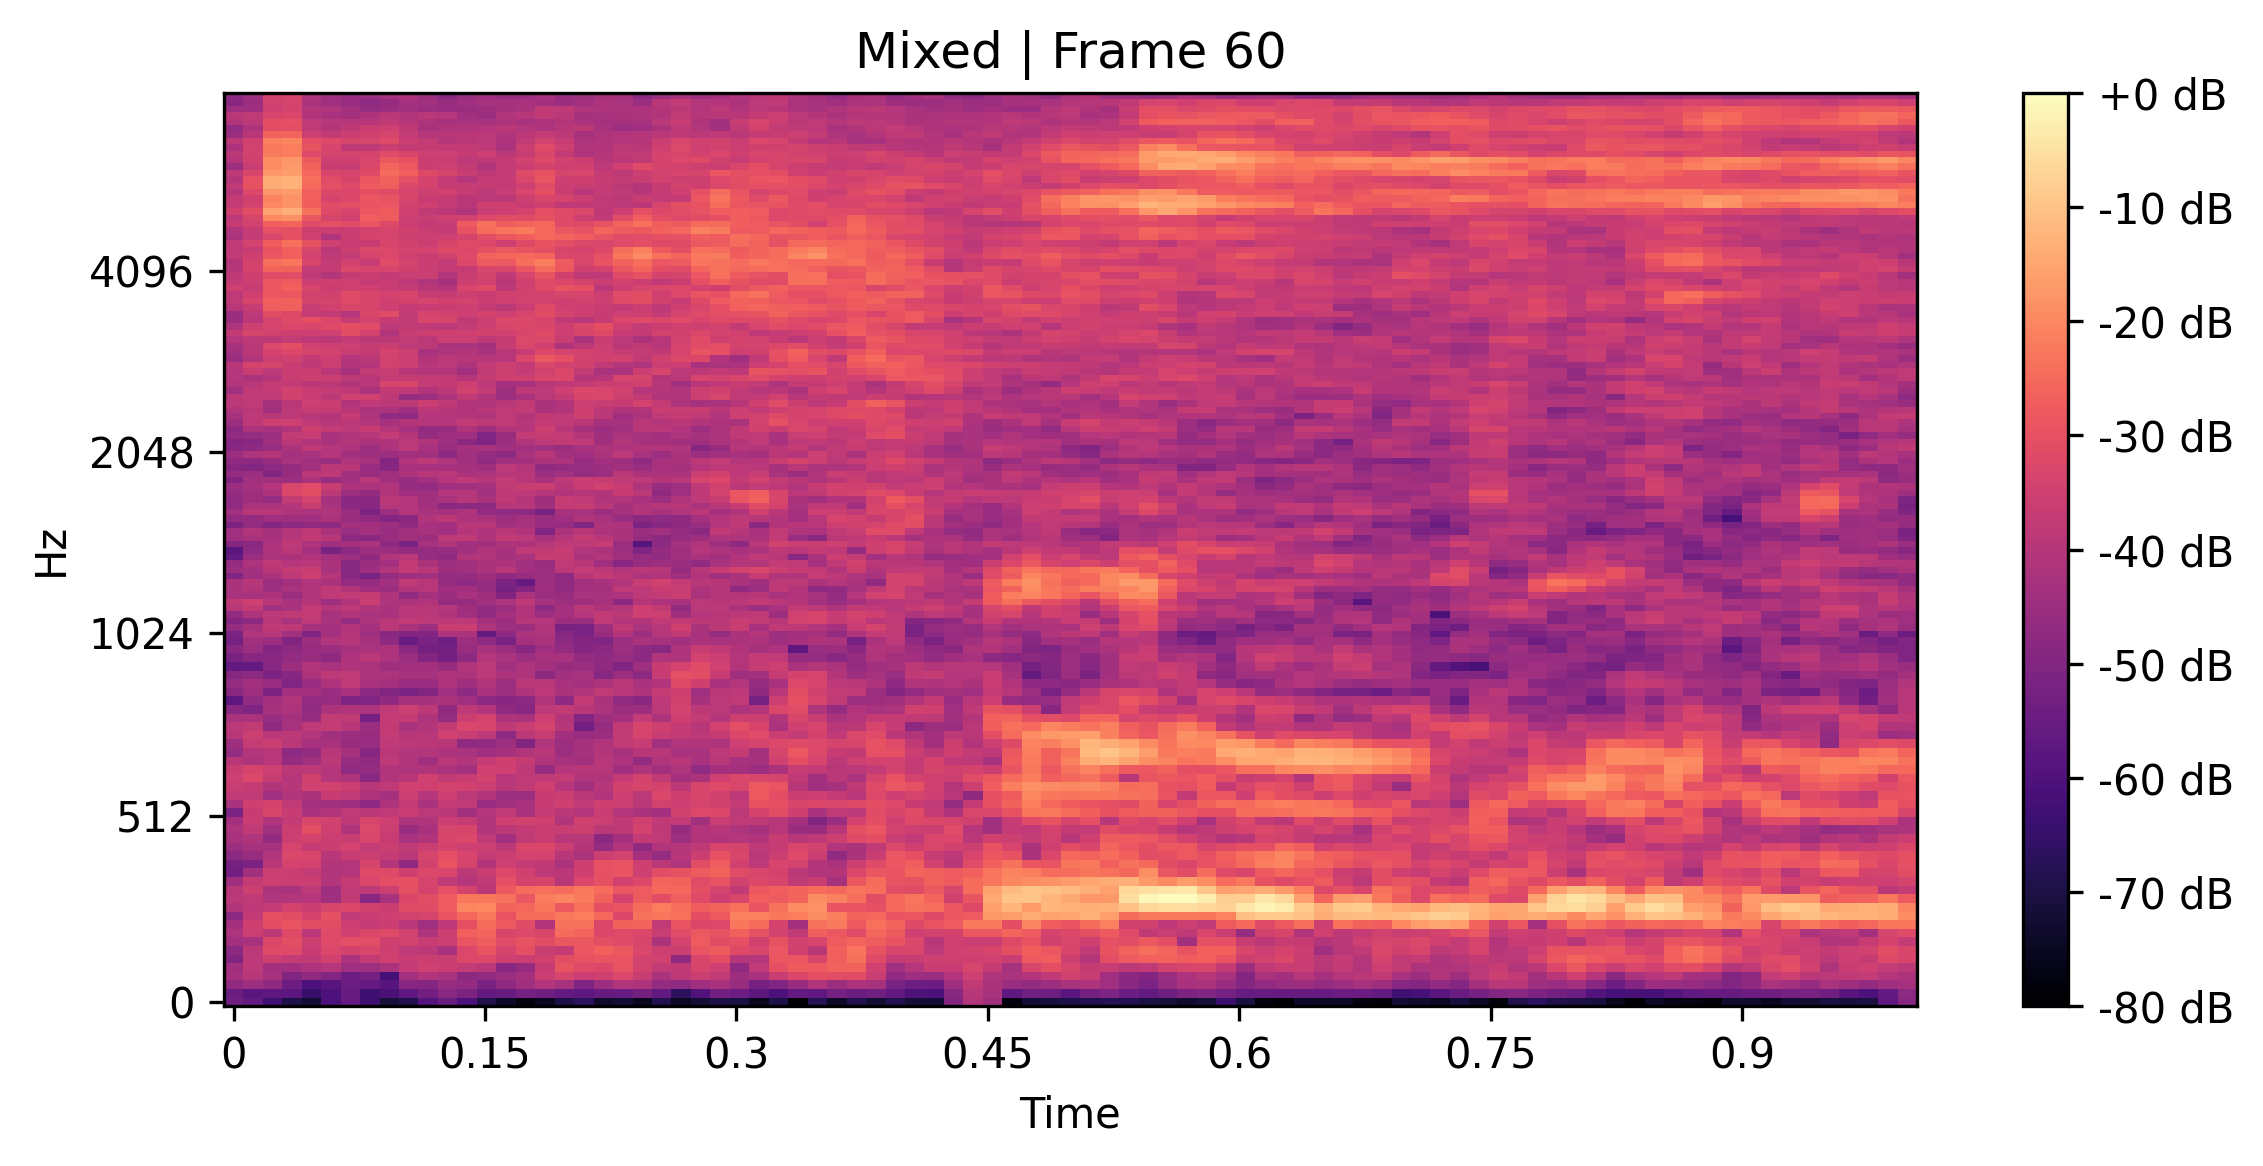 Mixed | Frame 60
+0 dB
-10 dB
-20 dB
-30 dB
-40 dB
-50 dB
-60 dB
-70 dB
-80 dB
Hz
4096
2048
1024
512
0
0 0.15 0.3 0.45 0.6 0.75 0.9
Time